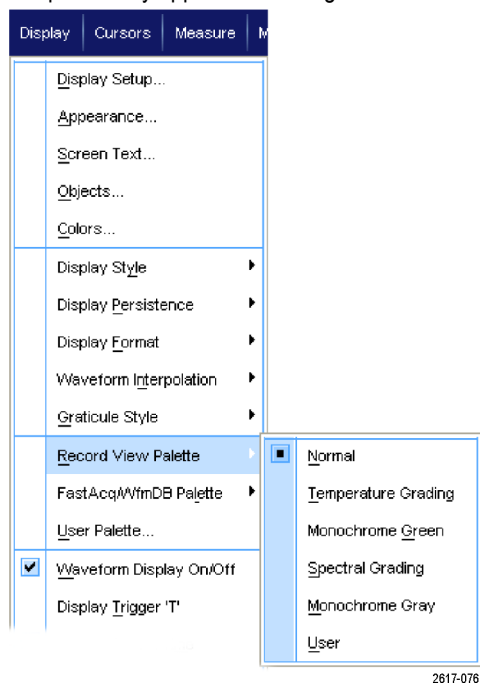 Display Cursors Measure
Display Setup...
Appearance...
Screen Text...
Objects...
Colors...
Display Style
Display Persistence
Display Format
Waveform Interpolation
Graticule Style
Record View Palette
Normal
FastAcq/WfmDB Palette
Temperature Grading
User Palette...
Monochrome Green
Waveform Display On/Off
Spectral Grading
Display Trigger 'T'
Monochrome Gray
User
2617-076